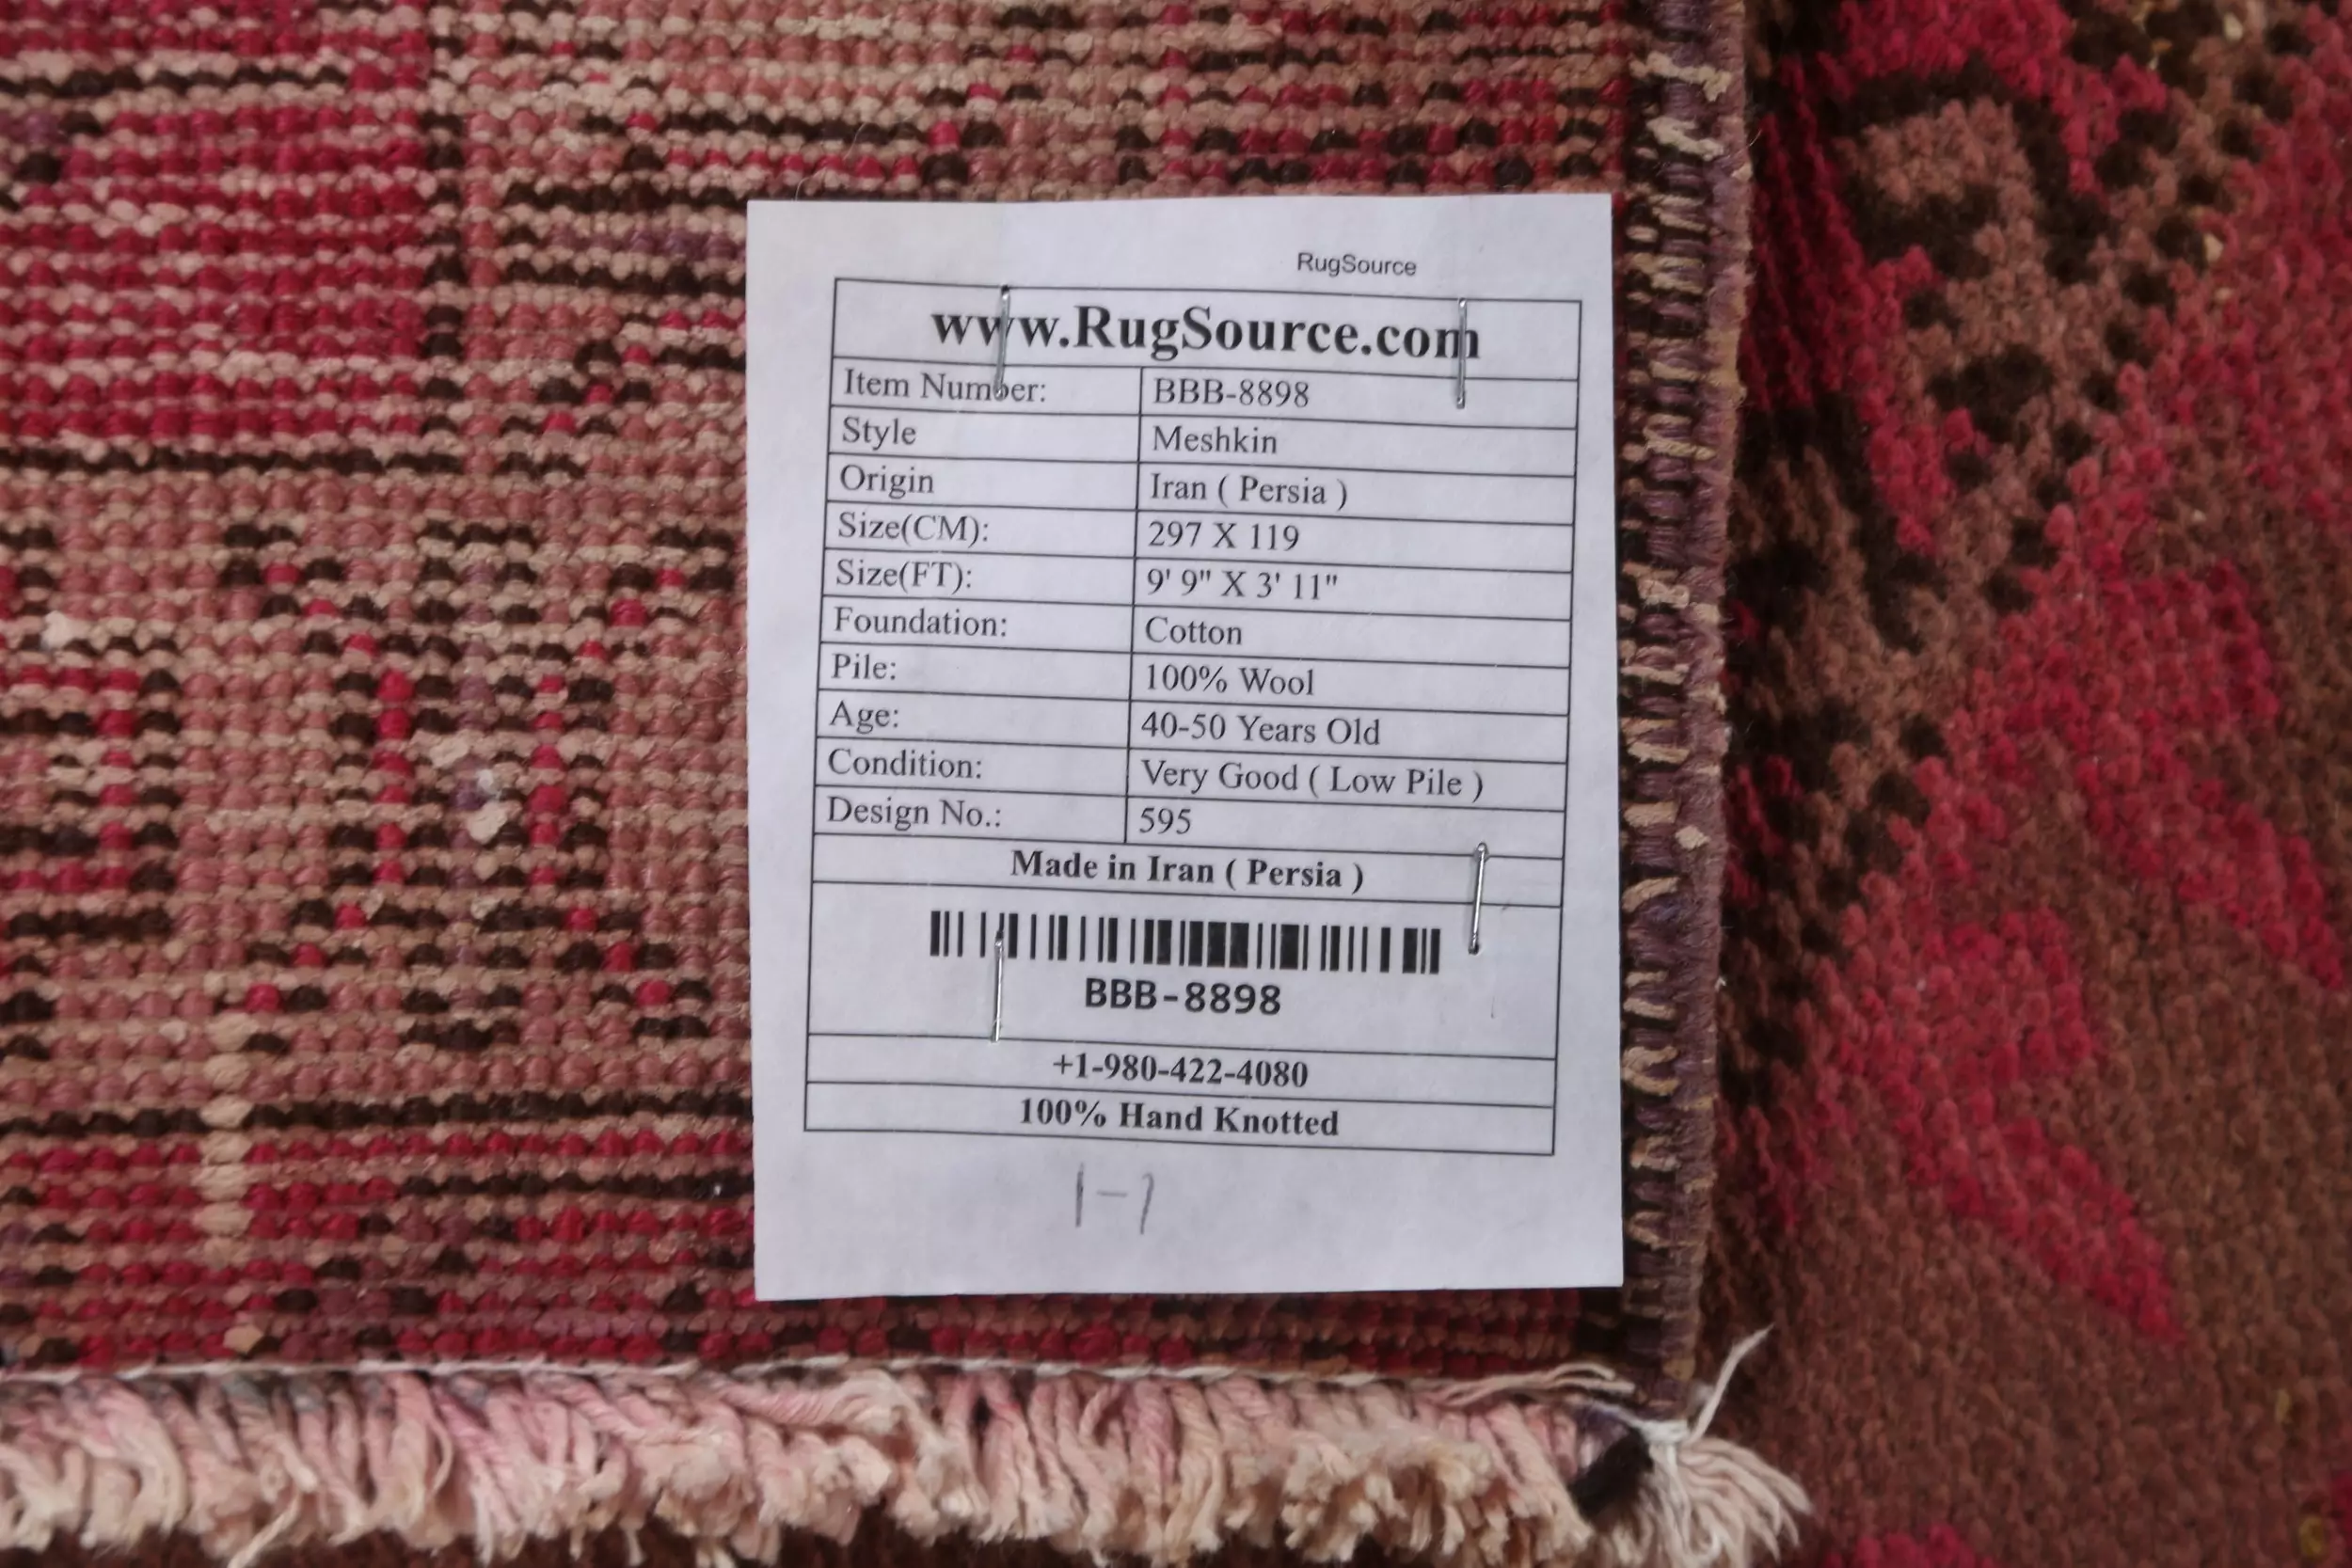 RugSource
www.RugSource.com
Item Number: BBB-8898
Style Meshkin
Origin Iran ( Persia )
Size(CM): 297 X 119
Size(FT): 9' 9" X 3' 11"
Foundation: Cotton
Pile: 100% Wool
Age: 40-50 Years Old
Condition: Very Good ( Low Pile )
Design No.: 595
Made in Iran ( Persia )
BBB-8898
+1-980-422-4080
100% Hand Knotted
1-1